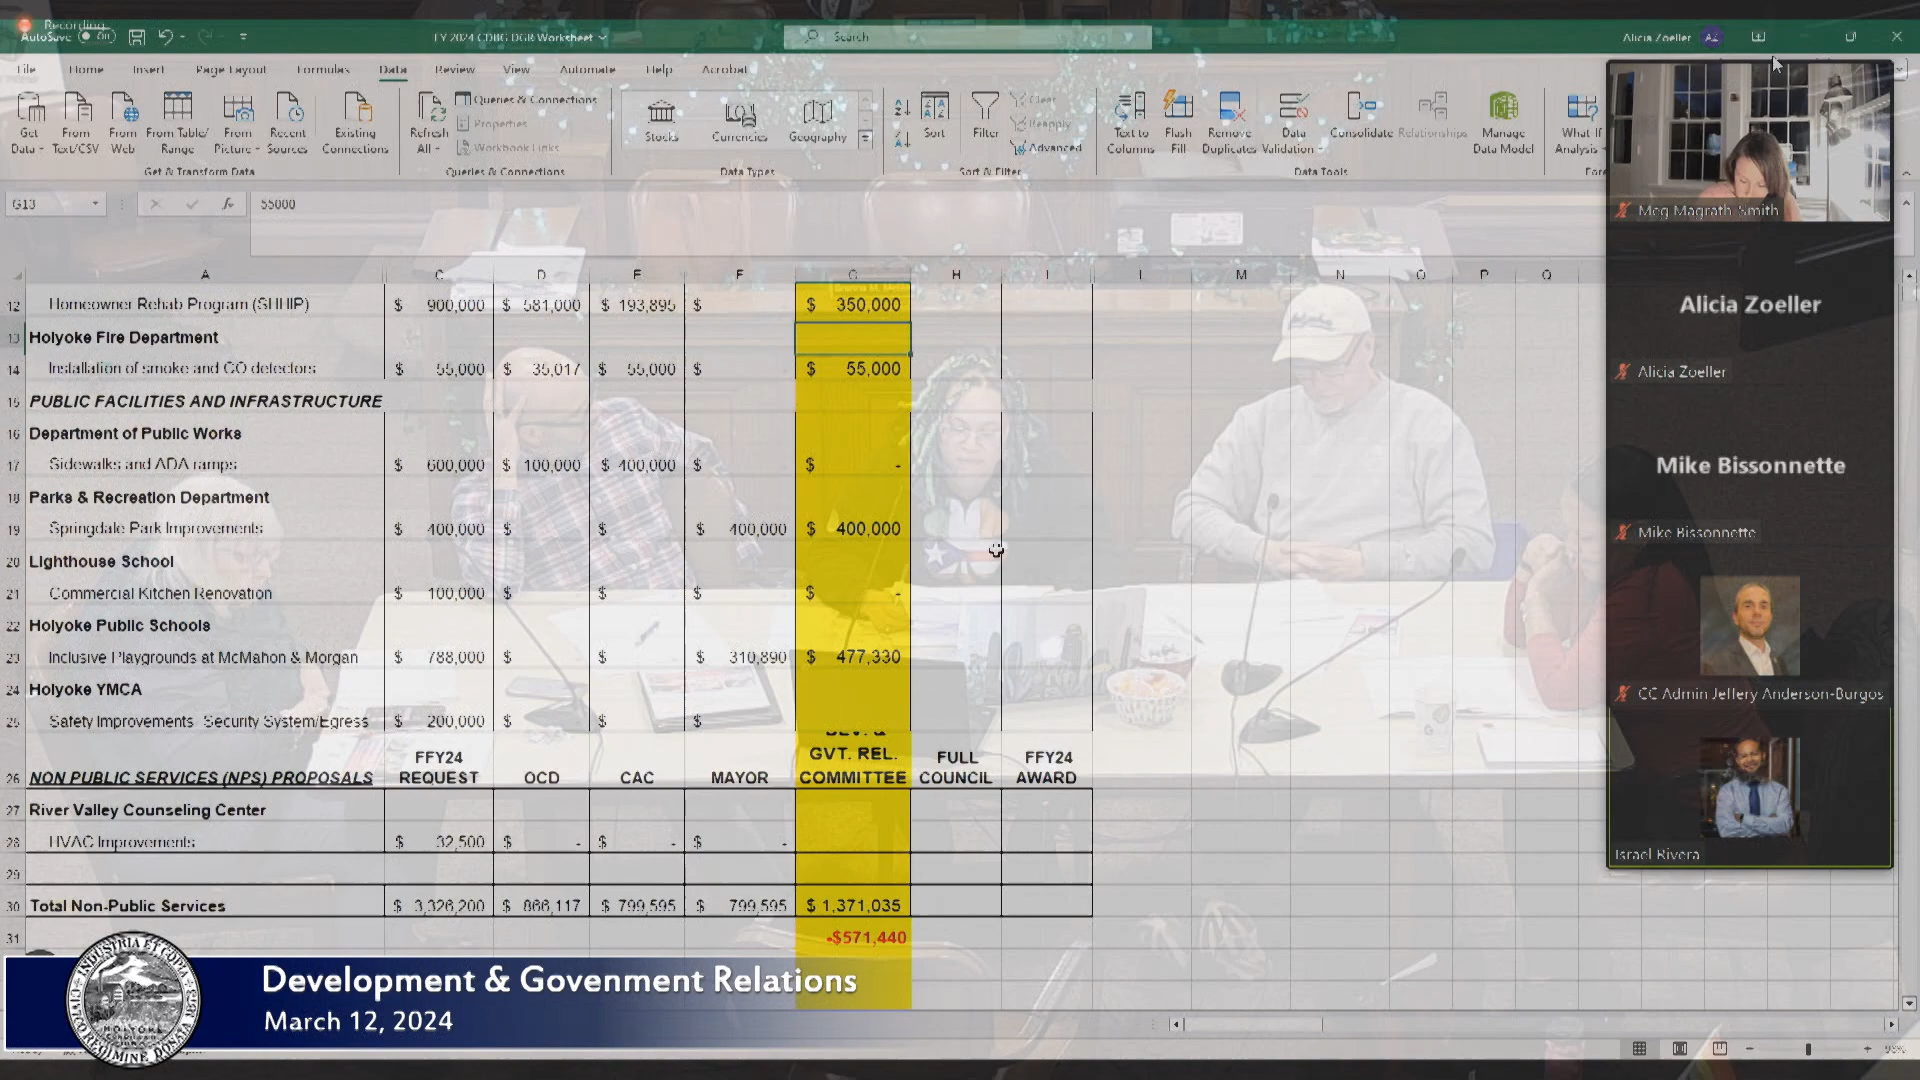 Recording
AutoSave Off FY 2024 CDBG DGR Worksheet Search Alicia Zoeller AZ
File Home Insert Page Layout Formulas Data Review View Automate Help Acrobat
Get Data From Text/CSV From Web From Table/Range From Picture Recent Sources Existing Connections
Refresh All Queries & Connections Properties Workbook Links
Stocks Currencies Geography
Sort Filter Clear Reapply Advanced
Text to Columns Flash Fill Remove Duplicates Data Validation Consolidate Relationships Manage Data Model What-If Analysis
Get & Transform Data Queries & Connections Data Types Sort & Filter Data Tools
G13 fx 55000
A C D E F G H I L M N O P Q
12 Homeowner Rehab Program (SHHIP) $ 900,000 $ 581,000 $ 193,895 $ $ 350,000
13 Holyoke Fire Department
14 Installation of smoke and CO detectors $ 55,000 $ 35,017 $ 55,000 $ $ 55,000
15 PUBLIC FACILITIES AND INFRASTRUCTURE
16 Department of Public Works
17 Sidewalks and ADA ramps $ 600,000 $ 100,000 $ 400,000 $ $ -
18 Parks & Recreation Department
19 Springdale Park Improvements $ 400,000 $ $ $ 400,000 $ 400,000
20 Lighthouse School
21 Commercial Kitchen Renovation $ 100,000 $ $ $ $ -
22 Holyoke Public Schools
23 Inclusive Playgrounds at McMahon & Morgan $ 788,000 $ $ $ 310,890 $ 477,330
24 Holyoke YMCA
25 Safety Improvements- Security System/Egress $ 200,000 $ $ $
DEV. &
FFY24 GVT. REL. FULL FFY24
26 NON PUBLIC SERVICES (NPS) PROPOSALS REQUEST OCD CAC MAYOR COMMITTEE COUNCIL AWARD
27 River Valley Counseling Center
28 HVAC Improvements $ 32,500 $ - $ - $ -
29
30 Total Non-Public Services $ 3,326,200 $ 866,117 $ 799,595 $ 799,595 $ 1,371,035
31 -$571,440
Meg Magrath-Smith
Alicia Zoeller
Alicia Zoeller
Mike Bissonnette
Mike Bissonnette
CC Admin Jeffery Anderson-Burgos
Israel Rivera
Development & Govenment Relations
March 12, 2024